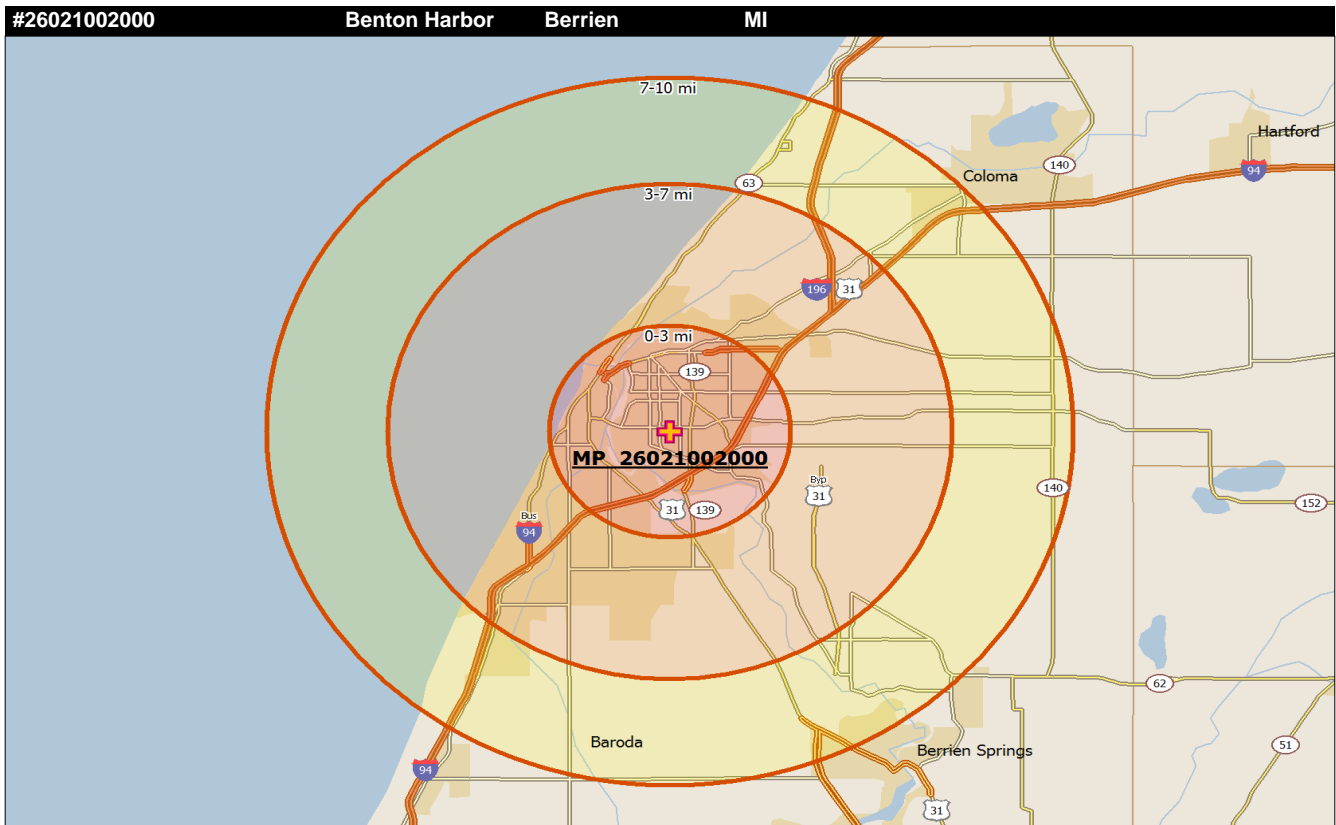 #26021002000 Benton Harbor Berrien MI
7-10 mi
Hartford
140
94
Coloma
63
3-7 mi
196
31
0-3 mi
139
MP 26021002000
Byp
31
140
152
31
139
Bus
94
62
Baroda
Berrien Springs
51
94
31